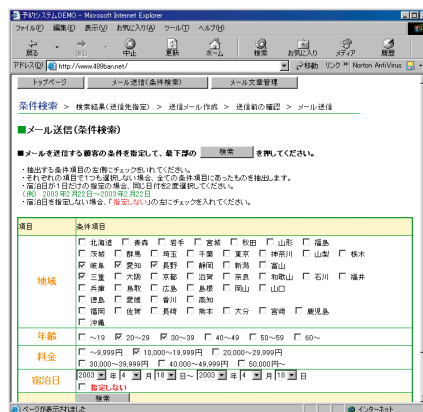 予約システムDEMO - Microsoft Internet Explorer
ファイル(F) 編集(E) 表示(V) お気に入り(A) ツール(T) ヘルプ(H)
戻る 進む 中止 更新 ホーム 検索 お気に入り メディア 履歴
アドレス(D) http://www.489ban.net/ 移動 リンク » Norton AntiVirus
トップページ メール送信(条件検索) メール文章管理
条件検索 > 検索結果(送信先指定) > 送信メール作成 > 送信前の確認 > メール送信
■メール送信(条件検索)
■メールを送信する顧客の条件を指定して、最下部の 検索 を押してください。
・抽出する条件項目の左側にチェックをいれてください。
・それぞれの項目で1つも選択しない場合、全ての条件項目にあったものを抽出します。
・宿泊日が1日だけの指定の場合、同じ日付を2度選択してください。
(例) 2003年2月22日～2003年2月22日
・宿泊日を指定しない場合、「指定しない」の左にチェックを入れてください。
項目 条件項目
北海道 青森 岩手 宮城 秋田 山形 福島
茨城 群馬 埼玉 千葉 東京 神奈川 山梨 栃木
岐阜 愛知 長野 静岡 新潟 富山
地域 三重 大阪 京都 滋賀 奈良 和歌山 石川 福井
兵庫 鳥取 広島 島根 岡山 山口
徳島 愛媛 香川 高知
福岡 佐賀 長崎 熊本 大分 宮崎 鹿児島
沖縄
年齢 ～19 20～29 30～39 40～49 50～59 60～
料金 ～9,999円 10,000～19,999円 20,000～29,999円
30,000～39,999円 40,000～49,999円 50,000円～
宿泊日 2003 年 4 月 18 日～ 2003 年 4 月 18 日
指定しない
検索
ページが表示されました インターネット